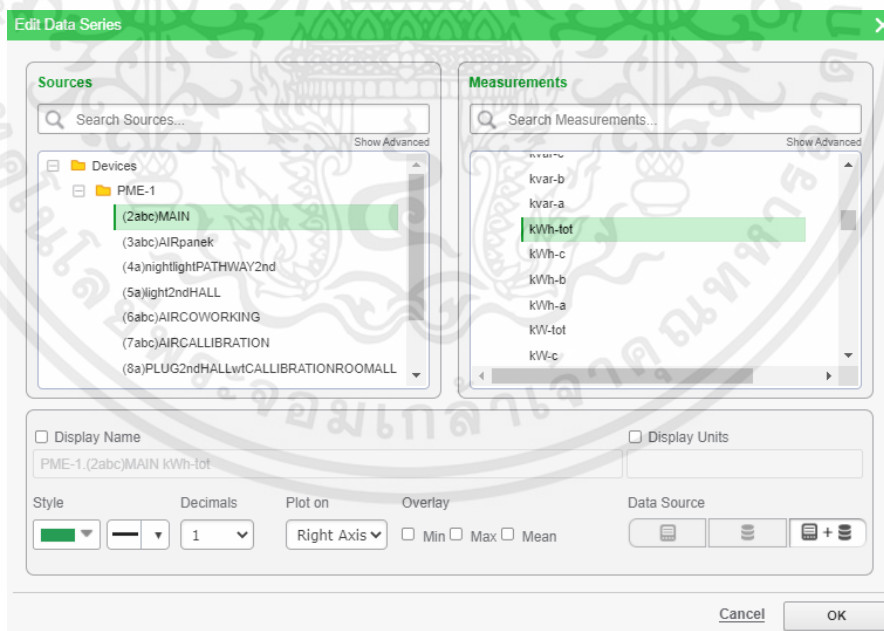 Edit Data Series
Sources
Measurements
Search Sources...
Search Measurements...
Show Advanced
Show Advanced
Devices
PME-1
(2abc)MAIN
(3abc)AIRpanek
(4a)nightlightPATHWAY2nd
(5a)light2ndHALL
(6abc)AIRCOWORKING
(7abc)AIRCALLIBRATION
(8a)PLUG2ndHALLwtCALLIBRATIONROOMALL
kvar-c
kvar-b
kvar-a
kWh-tot
kWh-c
kWh-b
kWh-a
kW-tot
kW-c
Display Name
Display Units
PME-1.(2abc)MAIN kWh-tot
Style
Decimals
Plot on
Overlay
Data Source
1
Right Axis
Min
Max
Mean
+
Cancel
OK